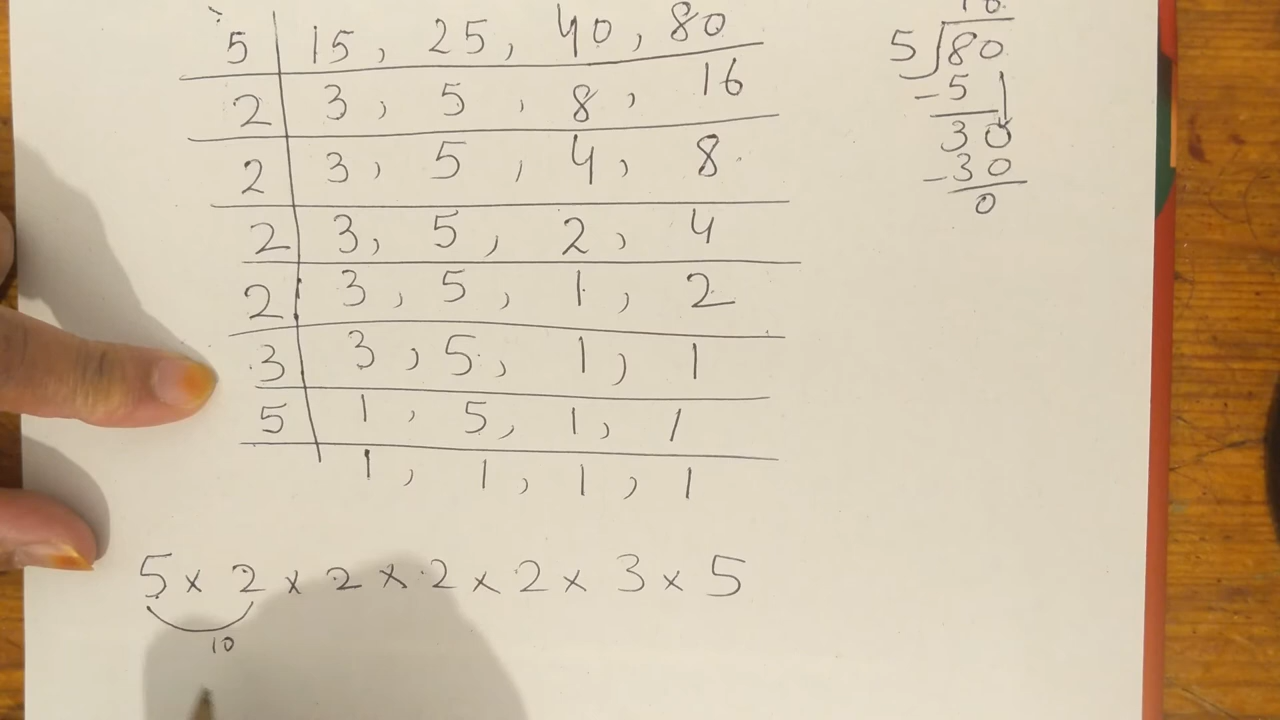 5 | 15, 25, 40, 80
2 | 3, 5, 8, 16
2 | 3, 5, 4, 8
2 | 3, 5, 2, 4
2 | 3, 5, 1, 2
3 | 3, 5, 1, 1
5 | 1, 5, 1, 1
1, 1, 1, 1
5 × 2 × 2 × 2 × 2 × 3 × 5
10
5 80
-5
30
-30
0